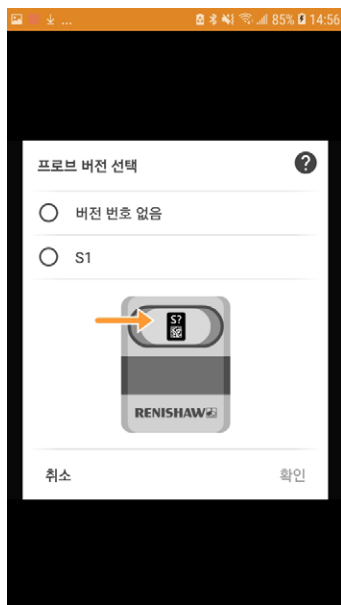 ... 85% 14:56
프로브 버전 선택
버전 번호 없음
S1
S?
RENISHAW
취소 확인